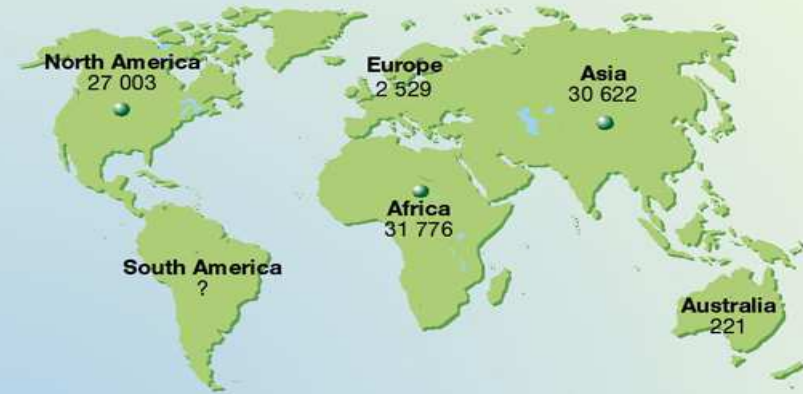 North America
27 003
Europe
2 529
Asia
30 622
Africa
31 776
South America
?
Australia
221